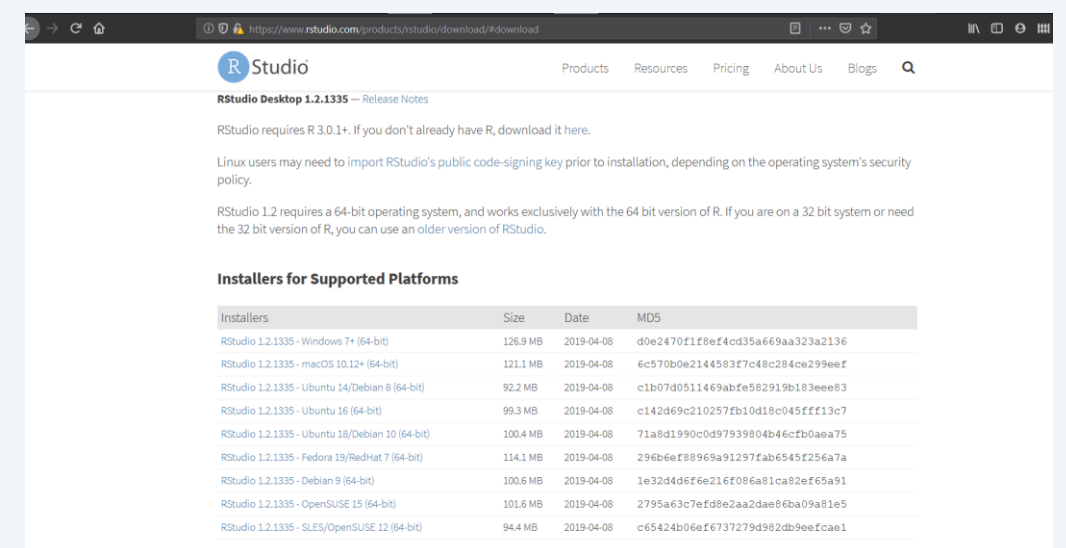 https://www.rstudio.com/products/rstudio/download/#download
R Studio
Products Resources Pricing About Us Blogs
RStudio Desktop 1.2.1335 — Release Notes
RStudio requires R 3.0.1+. If you don't already have R, download it here.
Linux users may need to import RStudio's public code-signing key prior to installation, depending on the operating system's security
policy.
RStudio 1.2 requires a 64-bit operating system, and works exclusively with the 64 bit version of R. If you are on a 32 bit system or need
the 32 bit version of R, you can use an older version of RStudio.
Installers for Supported Platforms
Installers Size Date MD5
RStudio 1.2.1335 - Windows 7+ (64-bit) 126.9 MB 2019-04-08 d0e2470f1f8ef4cd35a669aa323a2136
RStudio 1.2.1335 - macOS 10.12+ (64-bit) 121.1 MB 2019-04-08 6c570b0e2144583f7c48c284ce299eef
RStudio 1.2.1335 - Ubuntu 14/Debian 8 (64-bit) 92.2 MB 2019-04-08 c1b07d0511469abfe582919b183eee83
RStudio 1.2.1335 - Ubuntu 16 (64-bit) 99.3 MB 2019-04-08 c142d69c210257fb10d18c045fff13c7
RStudio 1.2.1335 - Ubuntu 18/Debian 10 (64-bit) 100.4 MB 2019-04-08 71a8d1990c0d97939804b46cfb0aea75
RStudio 1.2.1335 - Fedora 19/RedHat 7 (64-bit) 114.1 MB 2019-04-08 296b6ef88969a91297fab6545f256a7a
RStudio 1.2.1335 - Debian 9 (64-bit) 100.6 MB 2019-04-08 1e32d4d6f6e216f086a81ca82ef65a91
RStudio 1.2.1335 - OpenSUSE 15 (64-bit) 101.6 MB 2019-04-08 2795a63c7efd8e2aa2dae86ba09a81e5
RStudio 1.2.1335 - SLES/OpenSUSE 12 (64-bit) 94.4 MB 2019-04-08 c65424b06ef6737279d982db9eefcae1